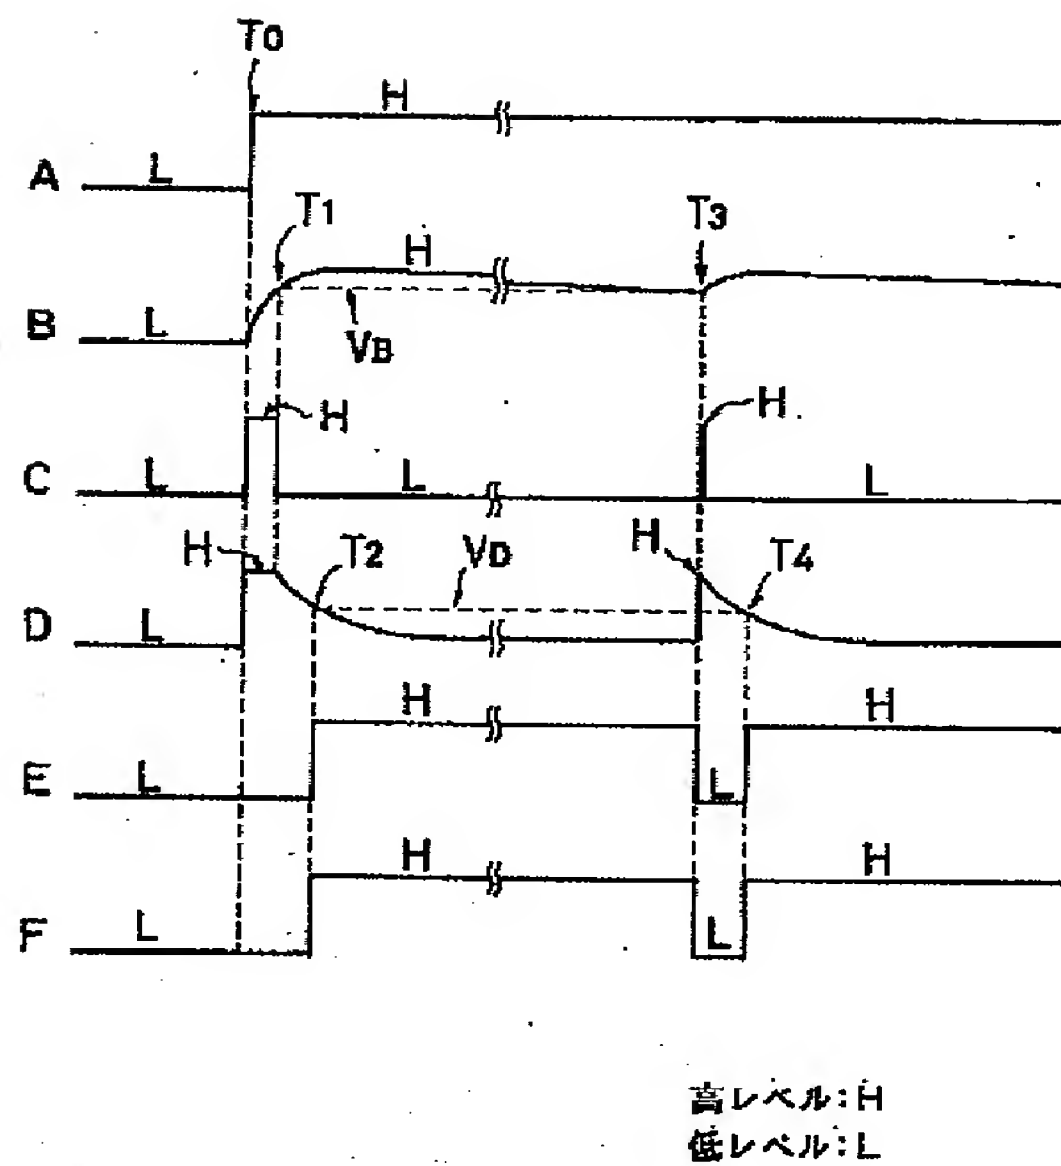 T0
H
A L
T1 T3
H
B L
VB
H H
C L L L
H T2 VD H T4
D L
H H
E L L
H H
F L L
高レベル:H
低レベル:L